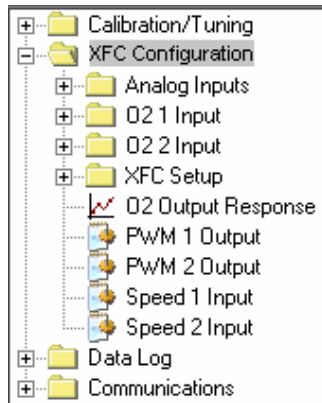 Calibration/Tuning
XFC Configuration
Analog Inputs
O2 1 Input
O2 2 Input
XFC Setup
O2 Output Response
PWM 1 Output
PWM 2 Output
Speed 1 Input
Speed 2 Input
Data Log
Communications